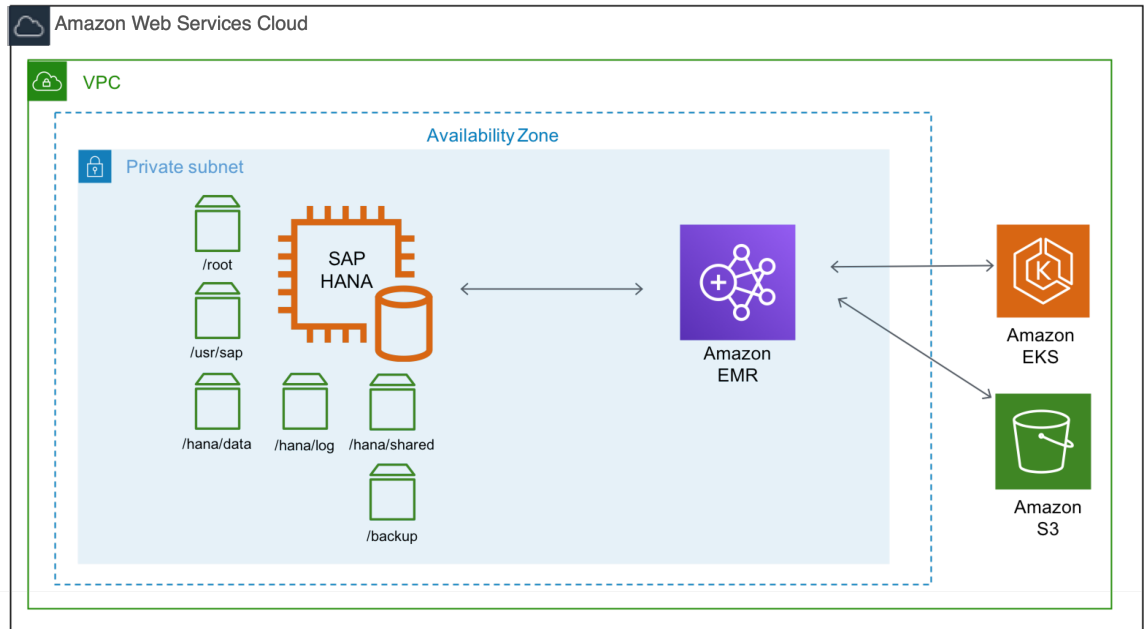 Amazon Web Services Cloud
VPC
Availability Zone
Private subnet
/root
SAP
HANA
/usr/sap
/hana/data
/hana/log
/hana/shared
/backup
Amazon
EMR
K
Amazon
EKS
Amazon
S3